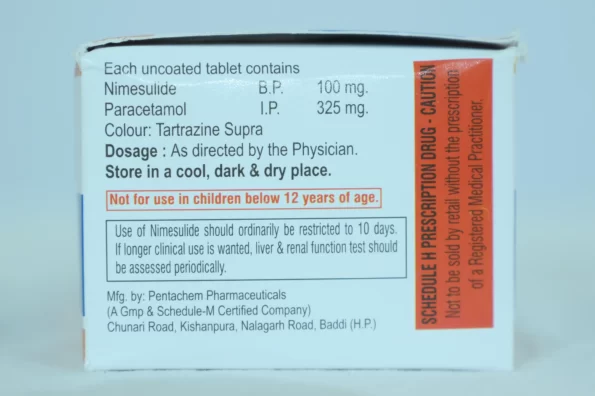 Each uncoated tablet contains
Nimesulide B.P. 100 mg.
Paracetamol I.P. 325 mg.
Colour: Tartrazine Supra
Dosage : As directed by the Physician.
Store in a cool, dark & dry place.
Not for use in children below 12 years of age.
Use of Nimesulide should ordinarily be restricted to 10 days.
If longer clinical use is wanted, liver & renal function test should
be assessed periodically.
Mfg. by: Pentachem Pharmaceuticals
(A Gmp & Schedule-M Certified Company)
Chunari Road, Kishanpura, Nalagarh Road, Baddi (H.P.)
SCHEDULE H PRESCRIPTION DRUG - CAUTION
Not to be sold by retail without the prescription
of a Registered Medical Practitioner.